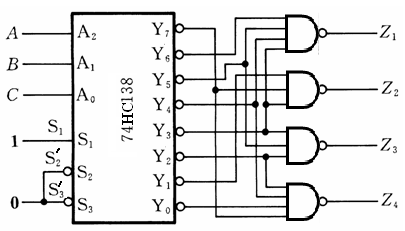 A A₂ Y₇ Z₁
Y₆
B A₁ Y₅
C A₀ Y₄ Z₂
74HC138
S₁
1 S₁ Y₃ Z₃
S₂′ S₂ Y₂
S₃′ Y₁
0 S₃ Y₀ Z₄